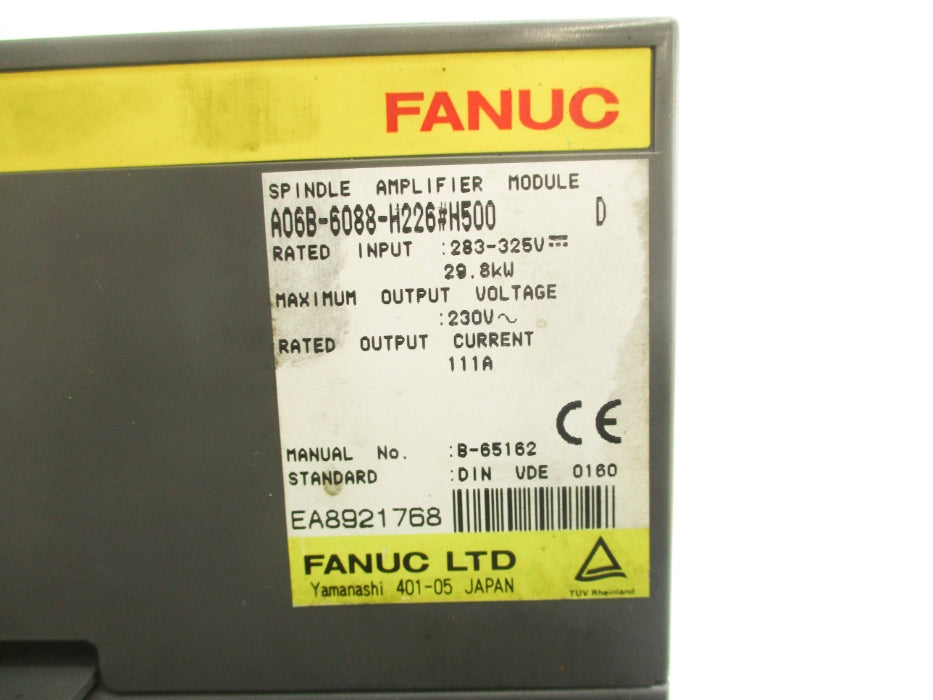 FANUC
SPINDLE AMPLIFIER MODULE
A06B-6088-H226#H500 D
RATED INPUT :283-325V⎓
29.8kW
MAXIMUM OUTPUT VOLTAGE
:230V~
RATED OUTPUT CURRENT
111A
CE
MANUAL No. :B-65162
STANDARD :DIN VDE 0160
EA8921768
FANUC LTD
Yamanashi 401-05 JAPAN
TÜV Rheinland